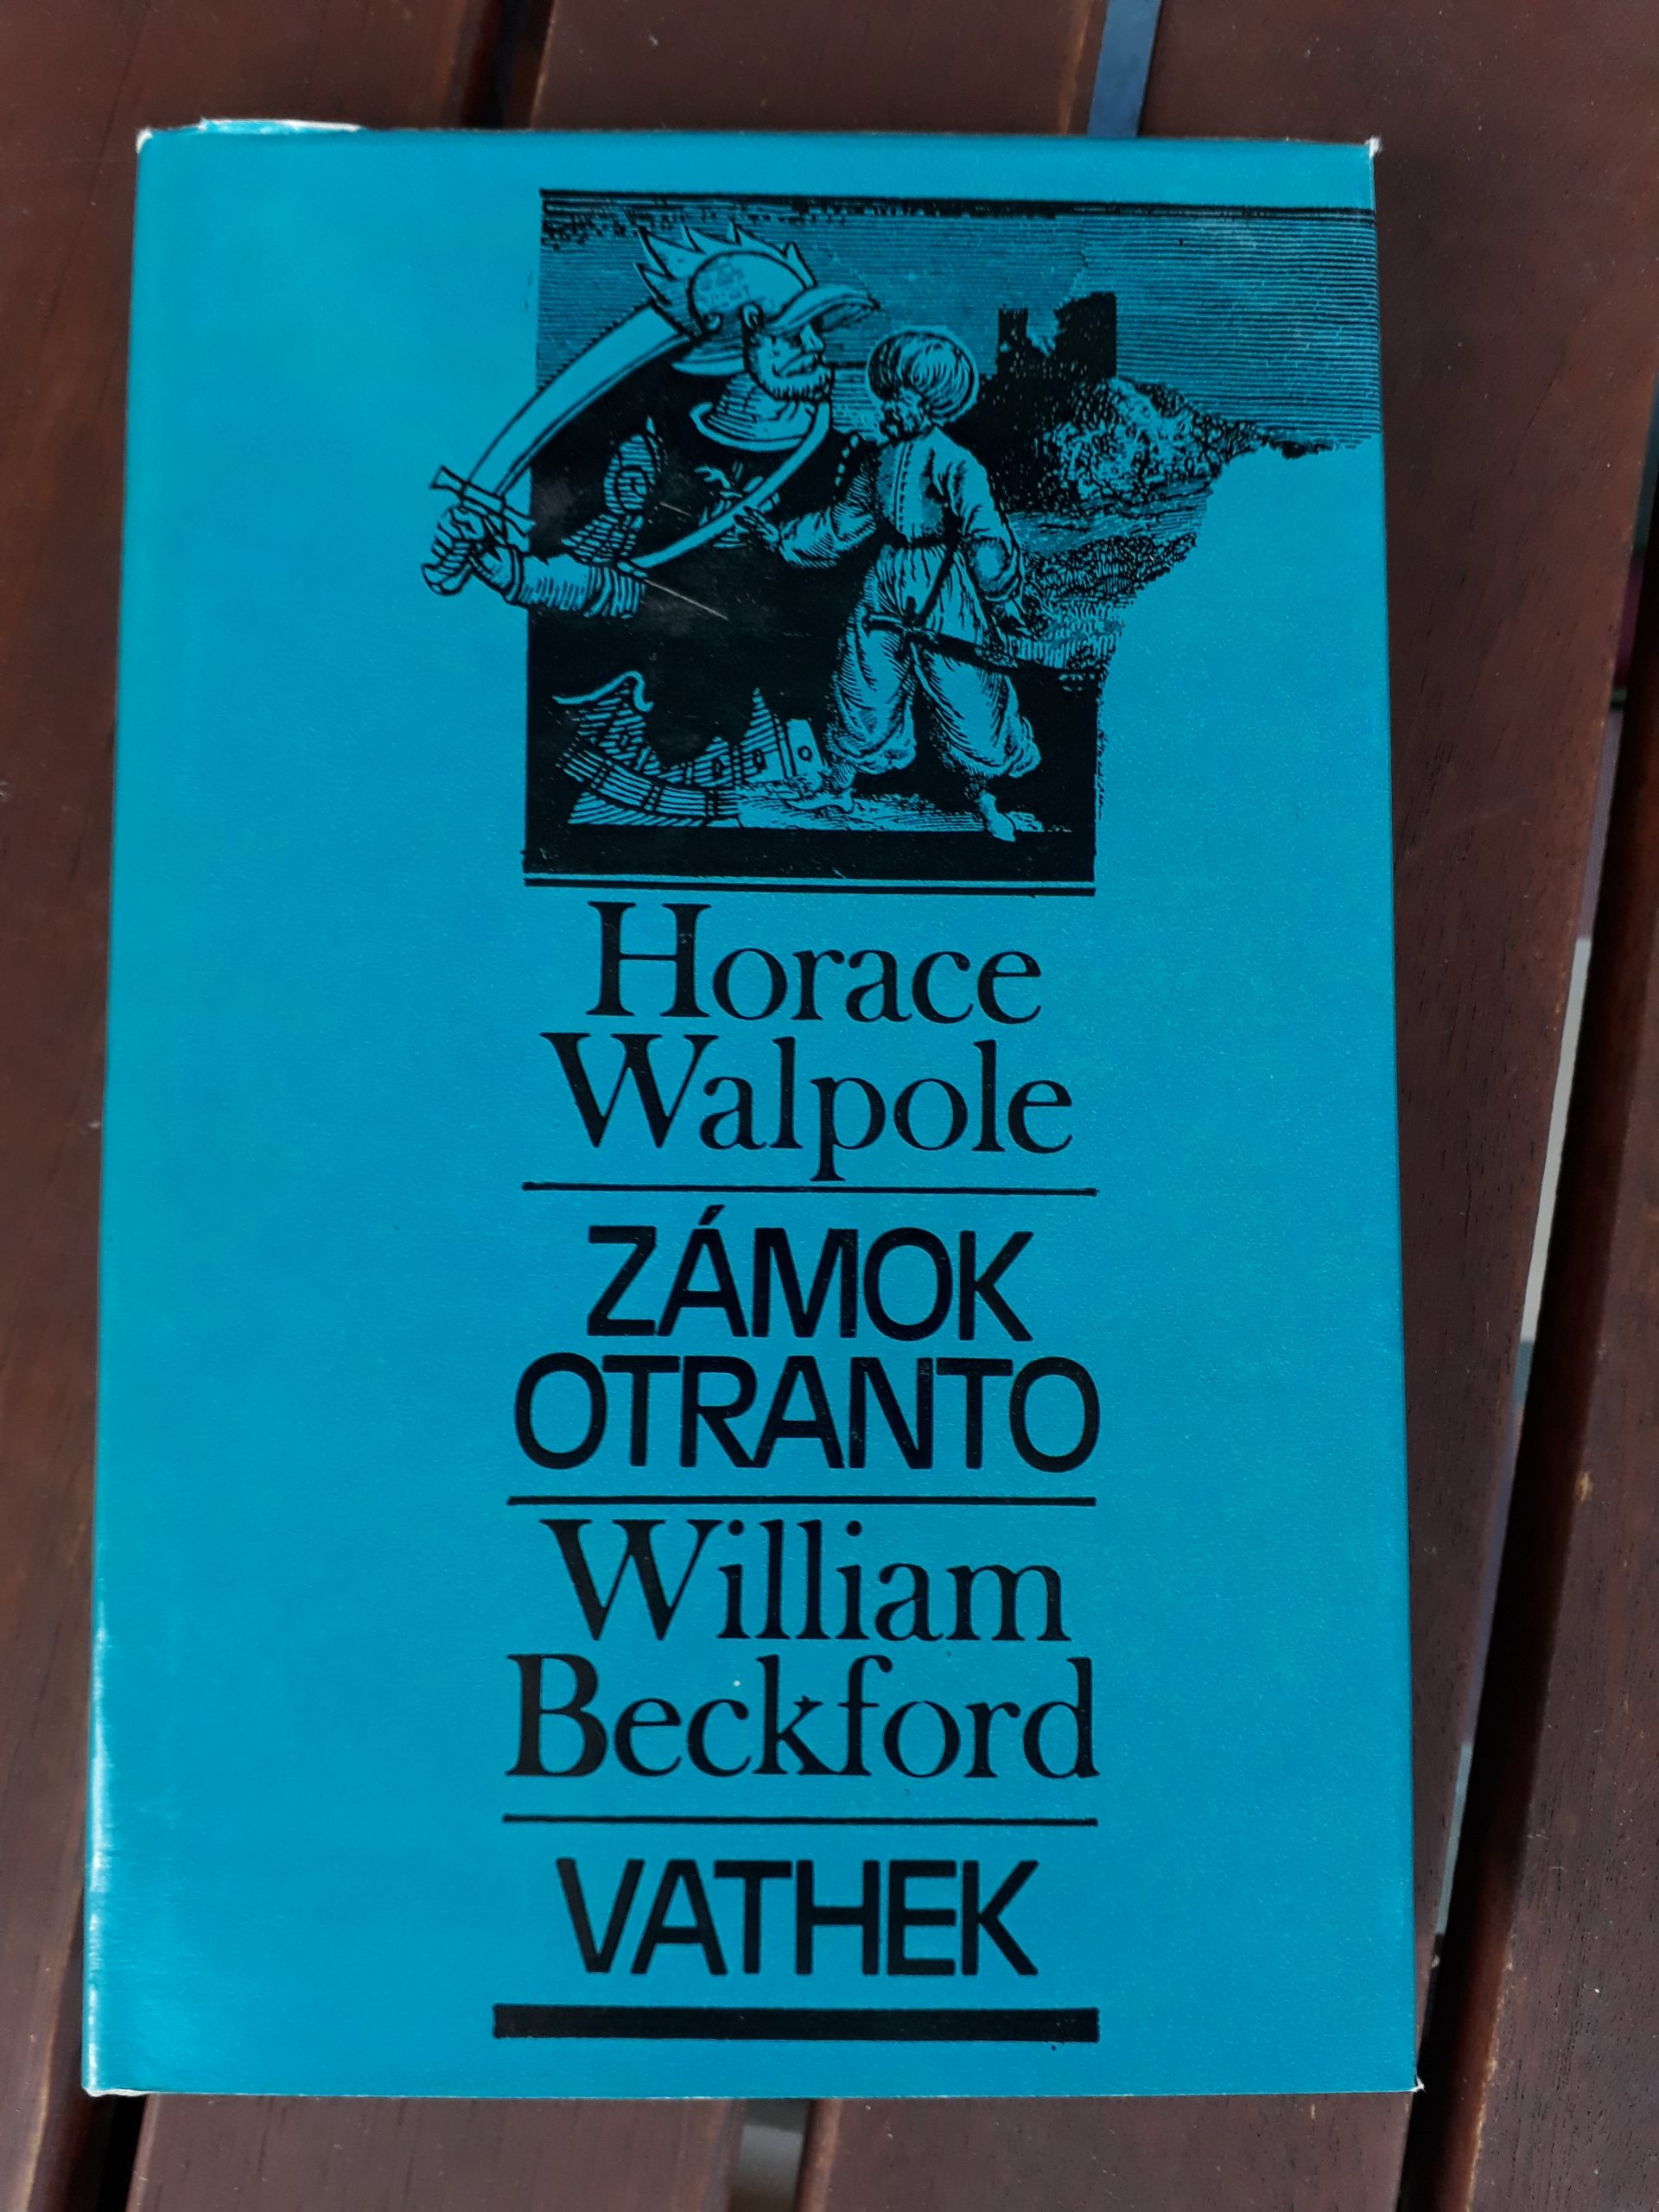 Horace
Walpole
ZÁMOK
OTRANTO
William
Beckford
VATHEK